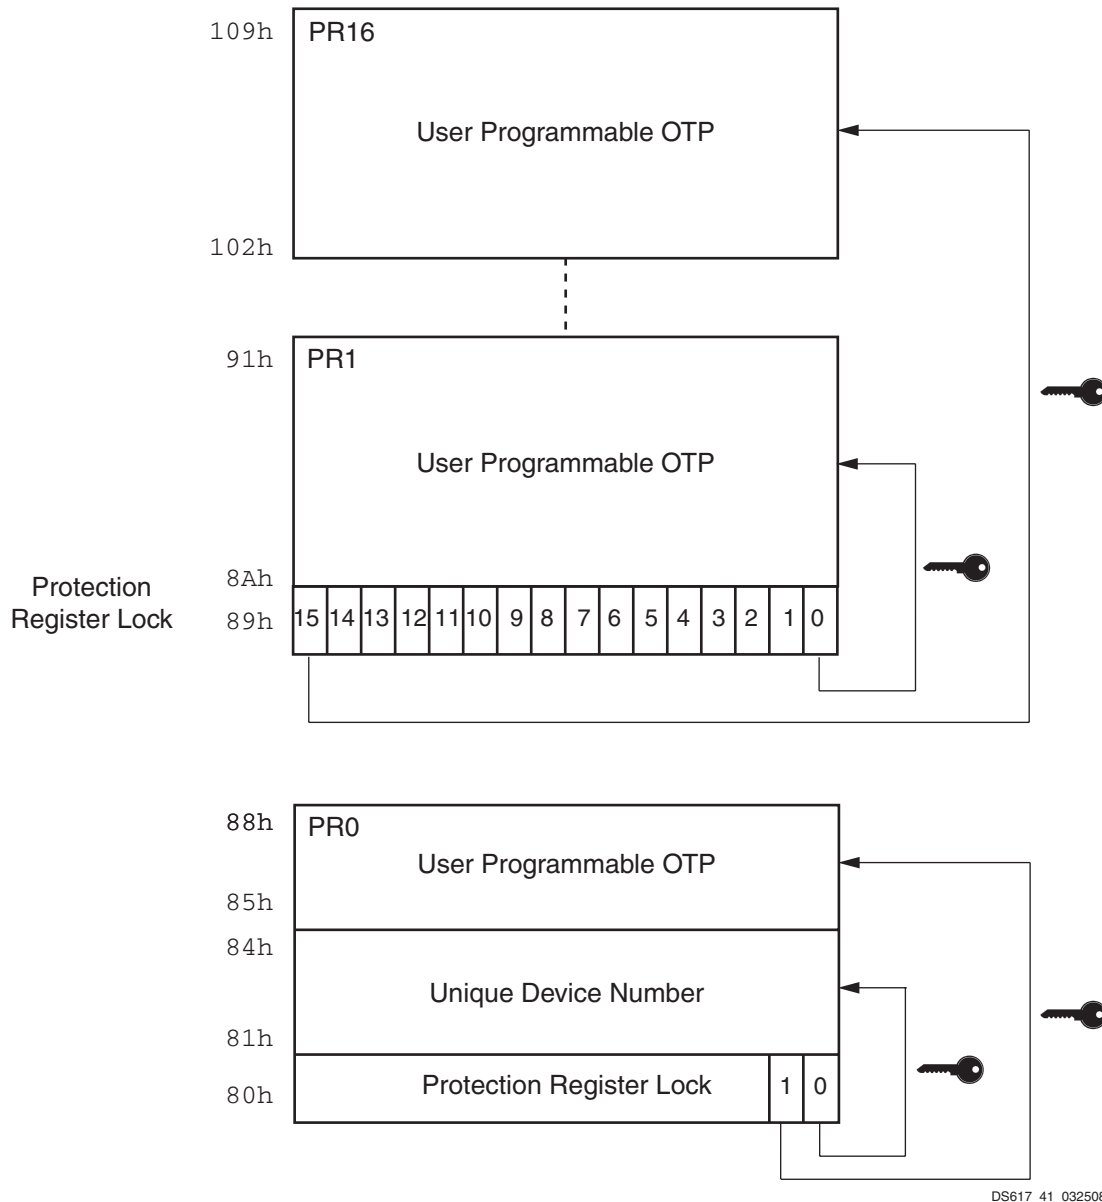 109h PR16
User Programmable OTP
102h
91h PR1
User Programmable OTP
8Ah
Protection
Register Lock
89h 15 14 13 12 11 10 9 8 7 6 5 4 3 2 1 0
88h PR0
User Programmable OTP
85h
84h
Unique Device Number
81h
80h Protection Register Lock 1 0
DS617_41_032508